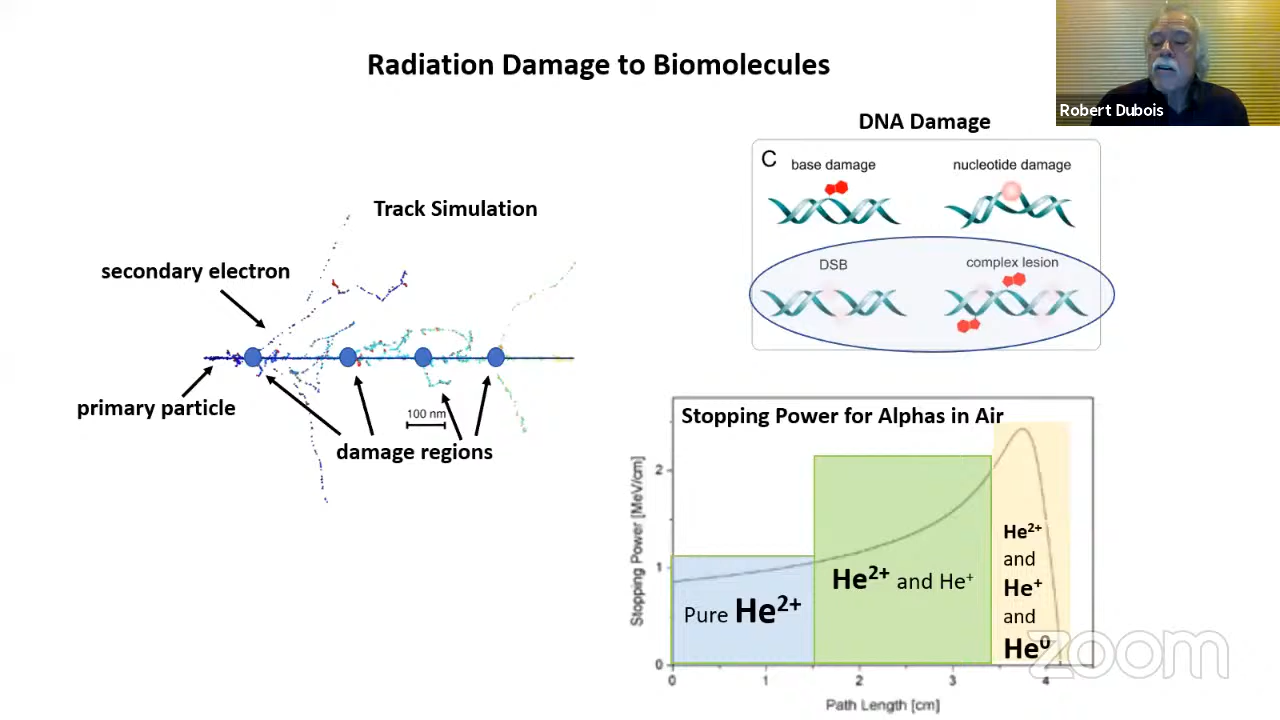 Radiation Damage to Biomolecules
Robert Dubois
DNA Damage
C
base damage
nucleotide damage
DSB
complex lesion
Track Simulation
secondary electron
primary particle
100 nm
damage regions
Stopping Power for Alphas in Air
Stopping Power [MeV/cm]
2
1
0
Pure He²⁺
He²⁺ and He⁺
He²⁺
and
He⁺
and
He⁰
0 1 2 3 4
Path Length [cm]
zoom